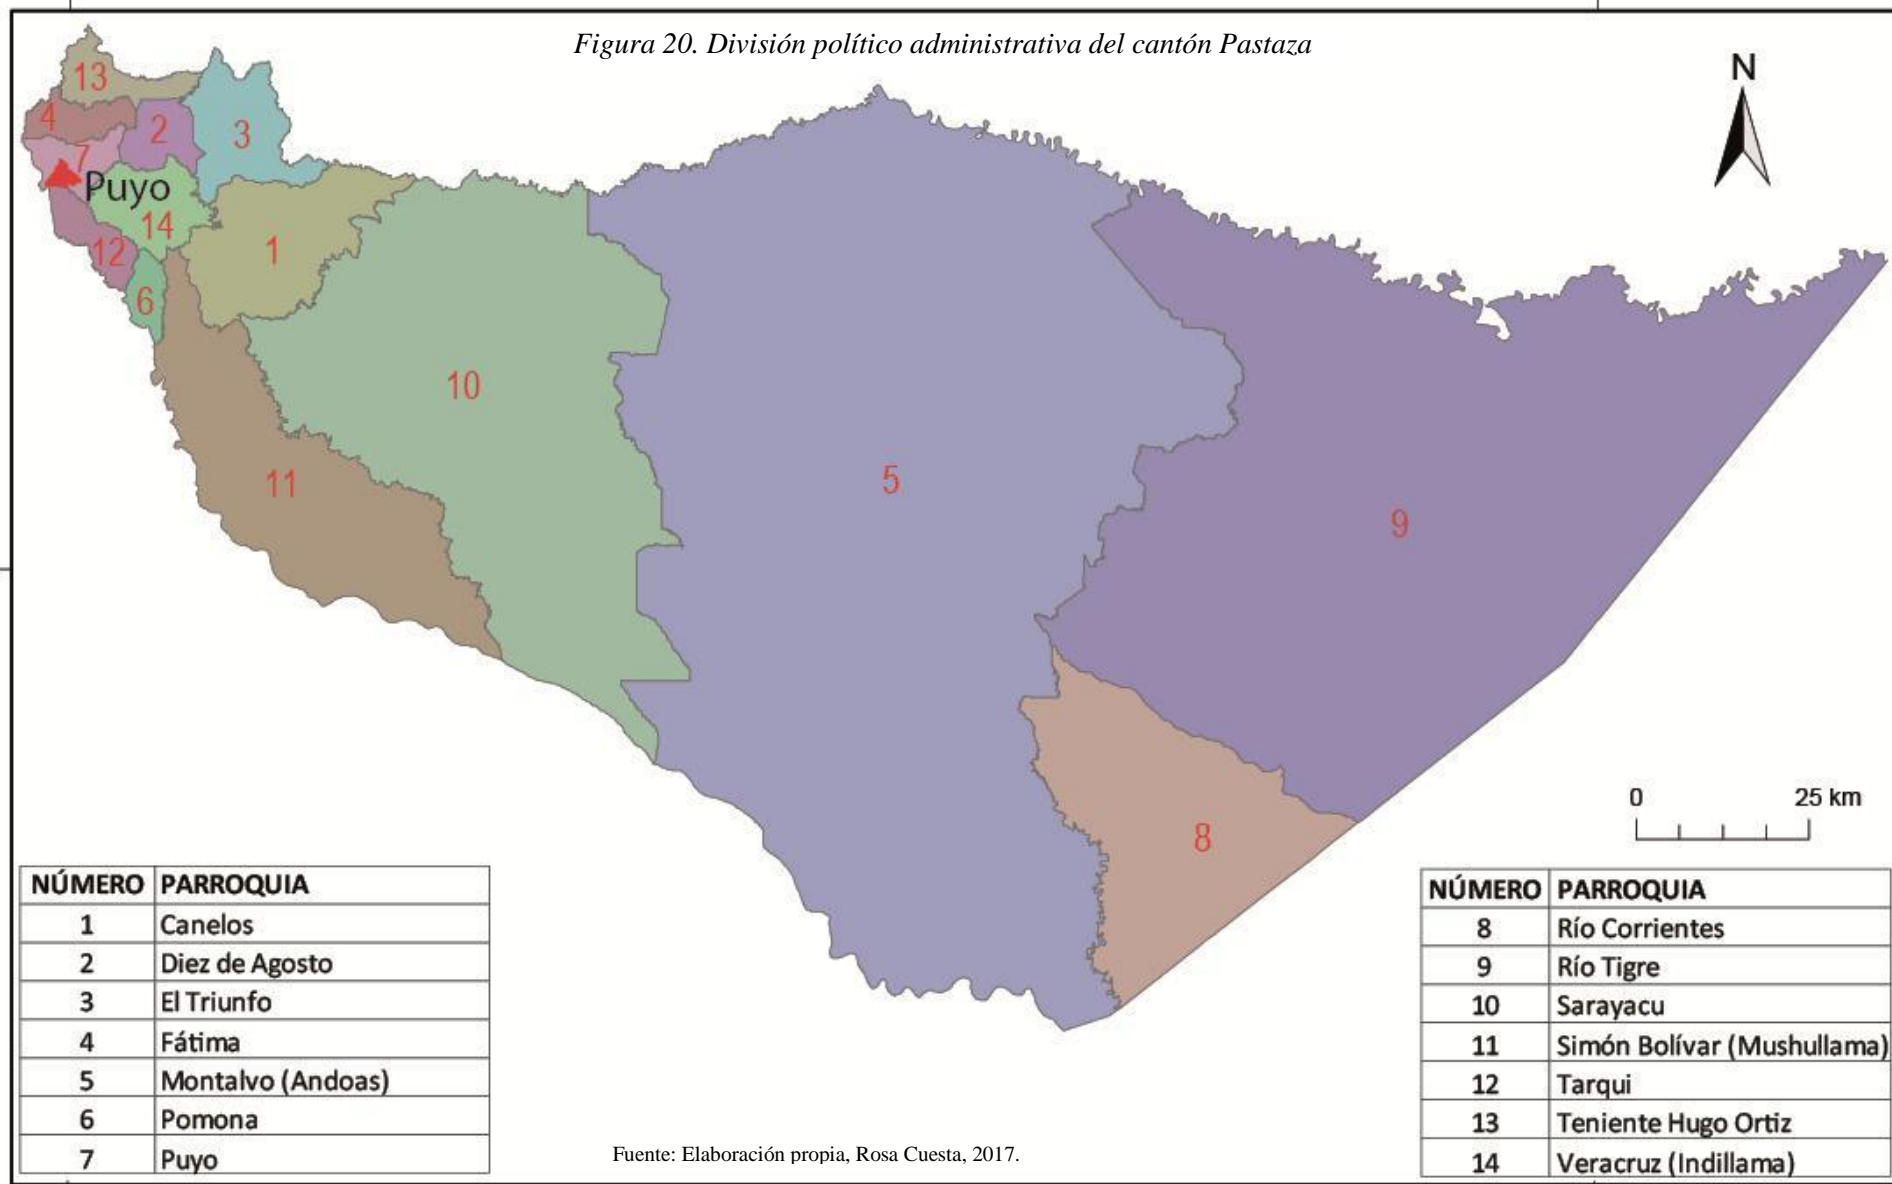 Figura 20. División político administrativa del cantón Pastaza
N
13
4
2
3
7
Puyo
14
12
1
6
10
5
11
9
8
0 25 km
NÚMERO PARROQUIA
1 Canelos
2 Diez de Agosto
3 El Triunfo
4 Fátima
5 Montalvo (Andoas)
6 Pomona
7 Puyo
NÚMERO PARROQUIA
8 Río Corrientes
9 Río Tigre
10 Sarayacu
11 Simón Bolívar (Mushullama)
12 Tarqui
13 Teniente Hugo Ortiz
14 Veracruz (Indillama)
Fuente: Elaboración propia, Rosa Cuesta, 2017.